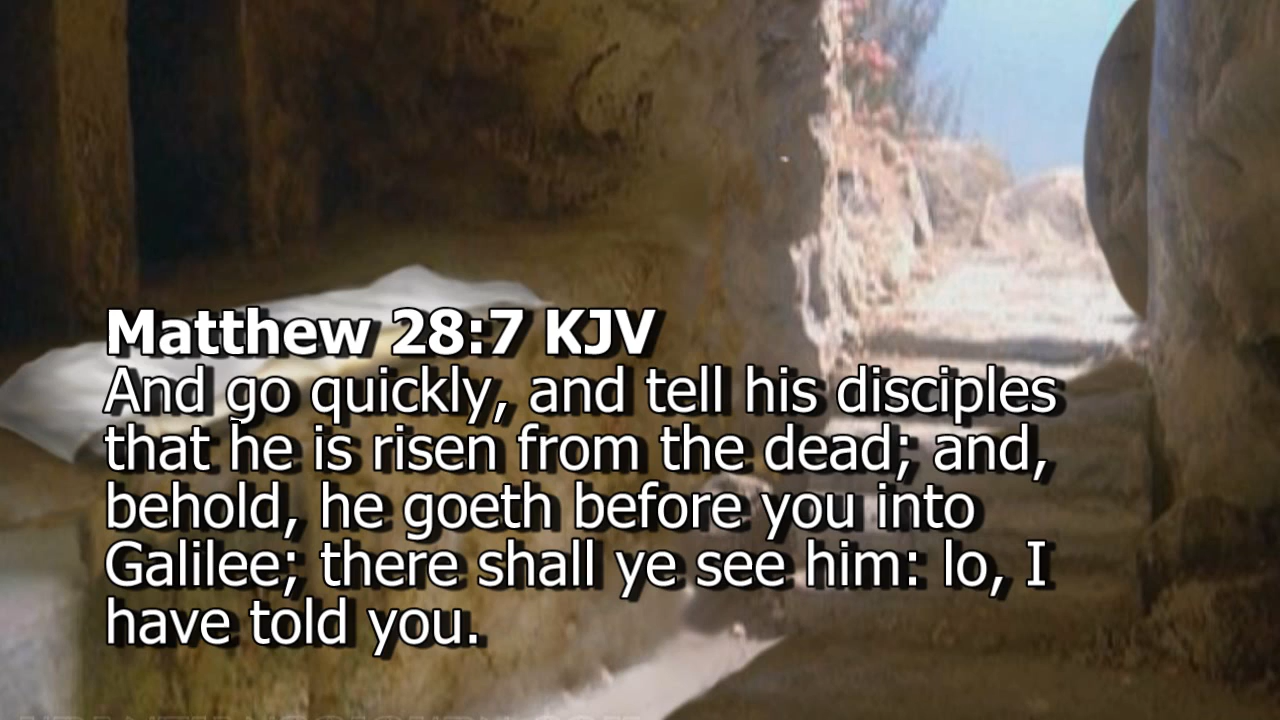 Matthew 28:7 KJV
And go quickly, and tell his disciples
that he is risen from the dead; and,
behold, he goeth before you into
Galilee; there shall ye see him: lo, I
have told you.